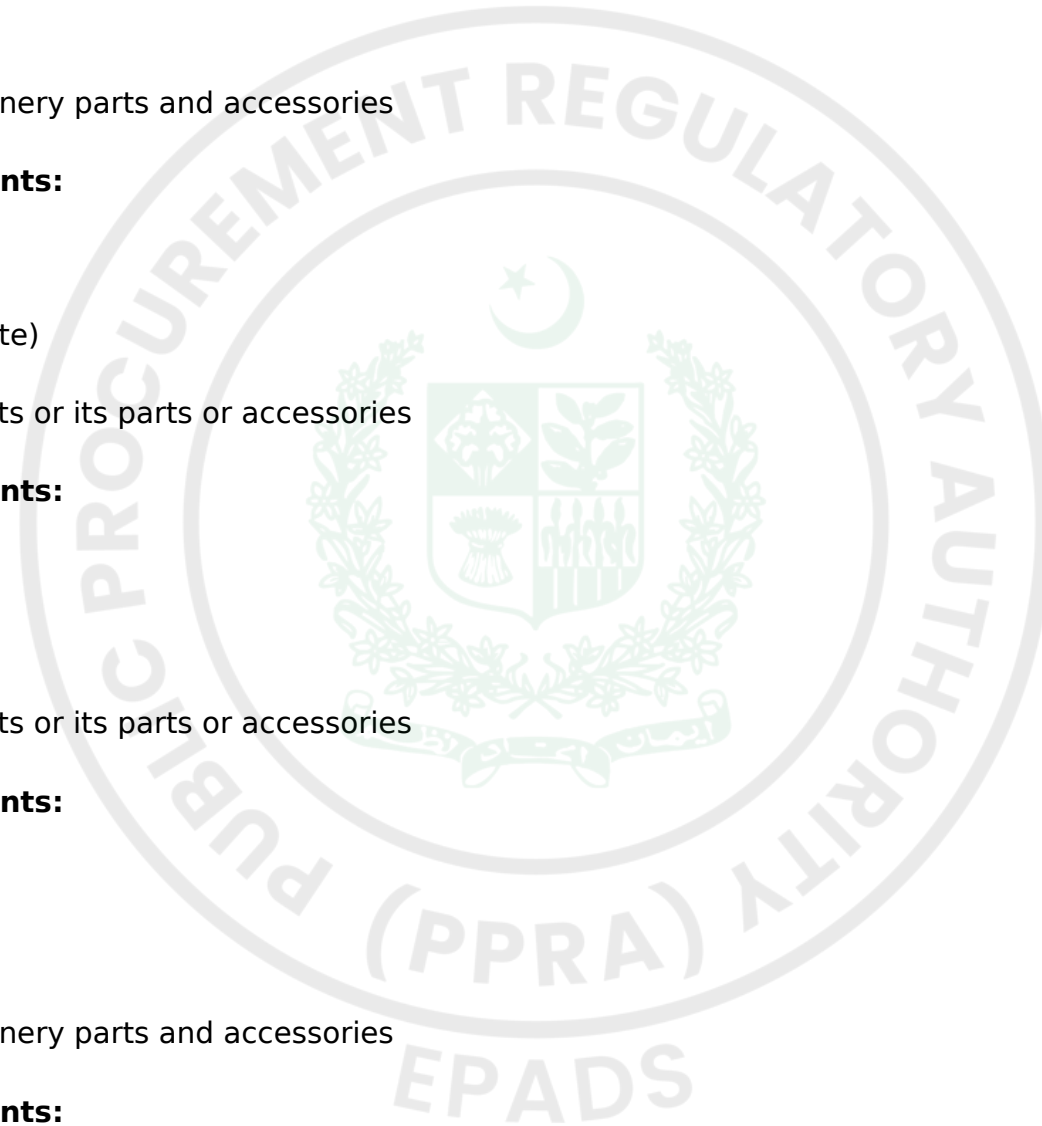 nery parts and accessories
nts:
te)
ts or its parts or accessories
nts:
ts or its parts or accessories
nts:
nery parts and accessories
nts:
PUBLIC PROCUREMENT REGULATORY AUTHORITY
(PPRA)
EPADS